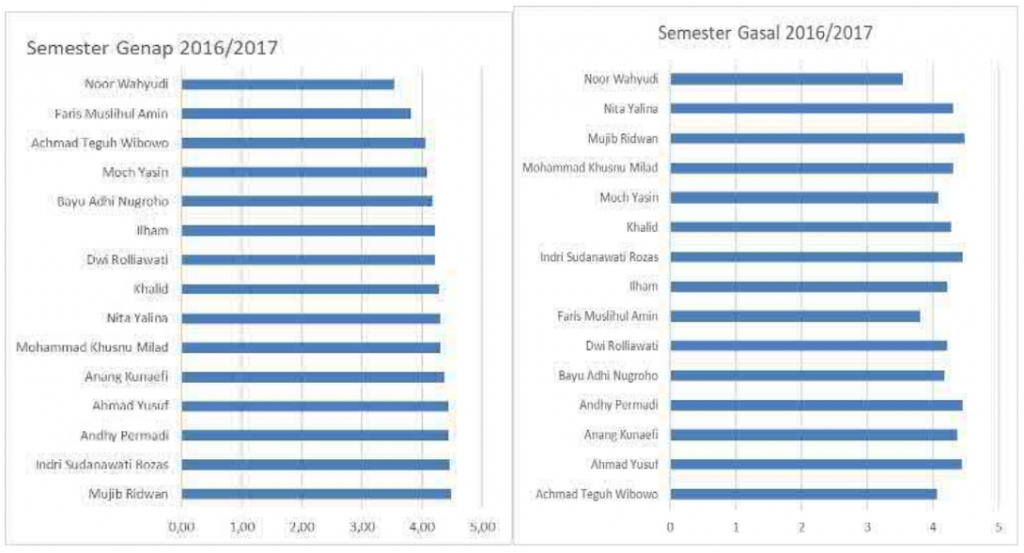 Semester Genap 2016/2017
Noor Wahyudi
Faris Muslihul Amin
Achmad Teguh Wibowo
Moch Yasin
Bayu Adhi Nugroho
Ilham
Dwi Rolliawati
Khalid
Nita Yalina
Mohammad Khusnu Milad
Anang Kunaefi
Ahmad Yusuf
Andhy Permadi
Indri Sudanawati Rozas
Mujib Ridwan
0,00 1,00 2,00 3,00 4,00 5,00
Semester Gasal 2016/2017
Noor Wahyudi
Nita Yalina
Mujib Ridwan
Mohammad Khusnu Milad
Moch Yasin
Khalid
Indri Sudanawati Rozas
Ilham
Faris Muslihul Amin
Dwi Rolliawati
Bayu Adhi Nugroho
Andhy Permadi
Anang Kunaefi
Ahmad Yusuf
Achmad Teguh Wibowo
0 1 2 3 4 5